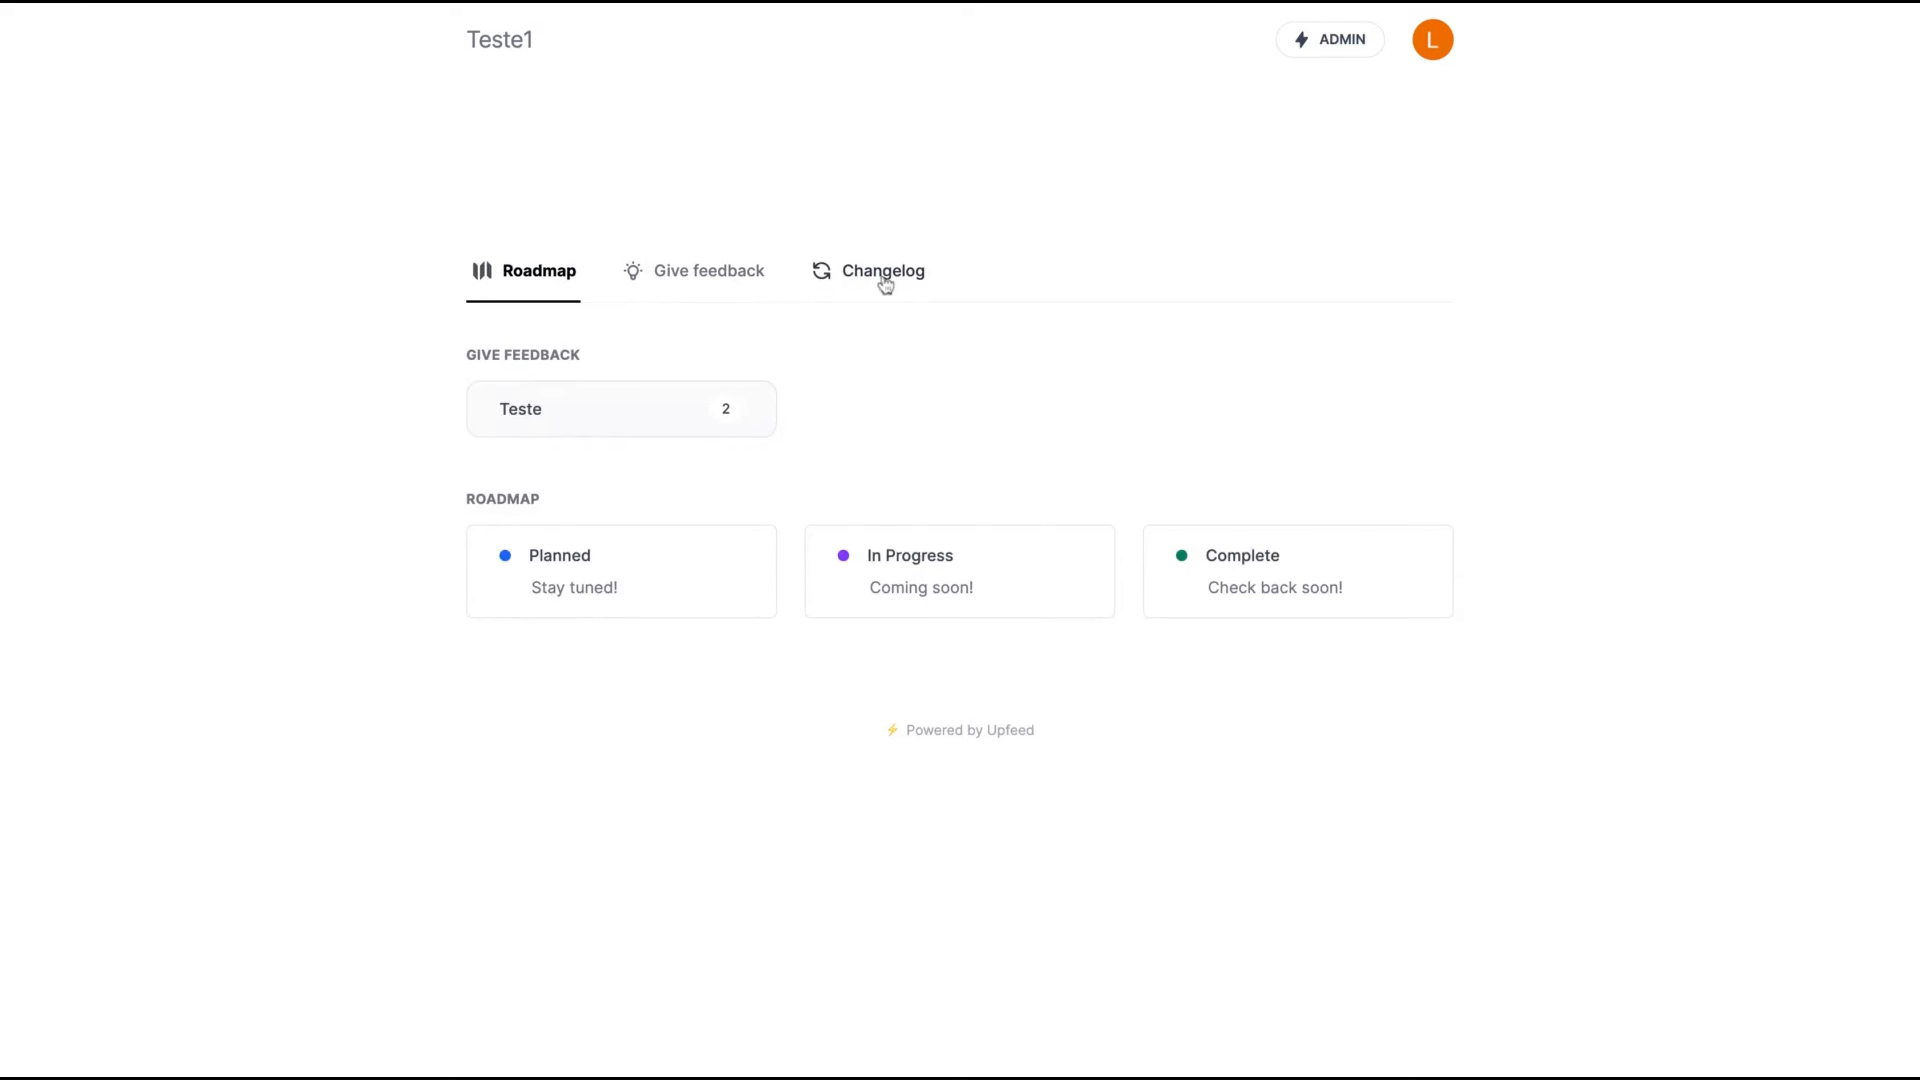 Teste1
ADMIN
L
Roadmap
Give feedback
Changelog
GIVE FEEDBACK
Teste
2
ROADMAP
Planned
Stay tuned!
In Progress
Coming soon!
Complete
Check back soon!
⚡ Powered by Upfeed